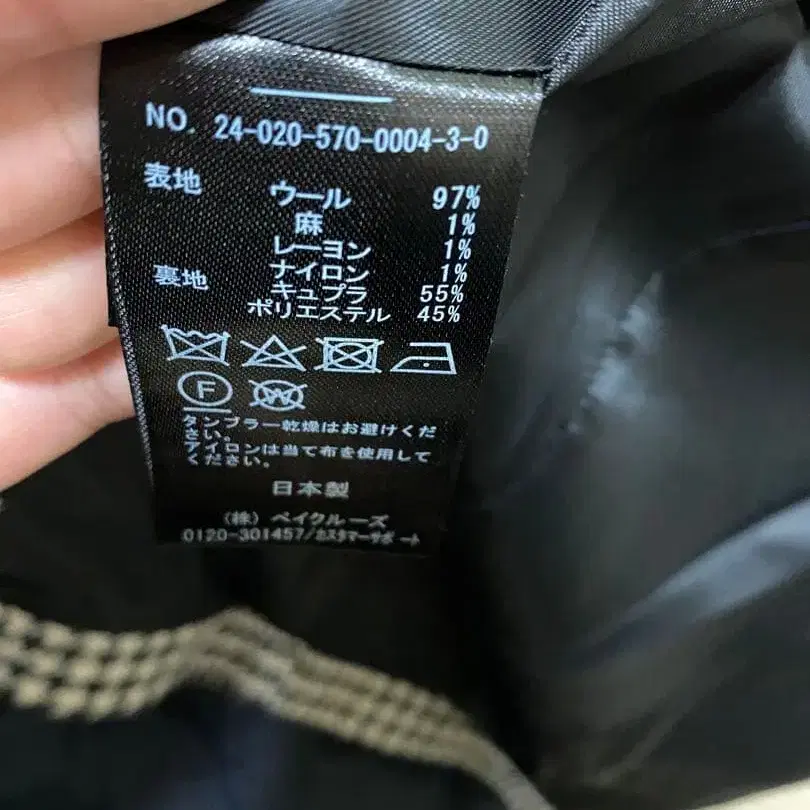 NO. 24-020-570-0004-3-0
表地 ウール 97%
麻 1%
レーヨン 1%
ナイロン 1%
裏地 キュプラ 55%
ポリエステル 45%
F W
タンブラー乾燥はお避けくだ
さい。
アイロンは当て布を使用して
ください。
日本製
(株) ベイクルーズ
0120-301457/カスタマーサポート